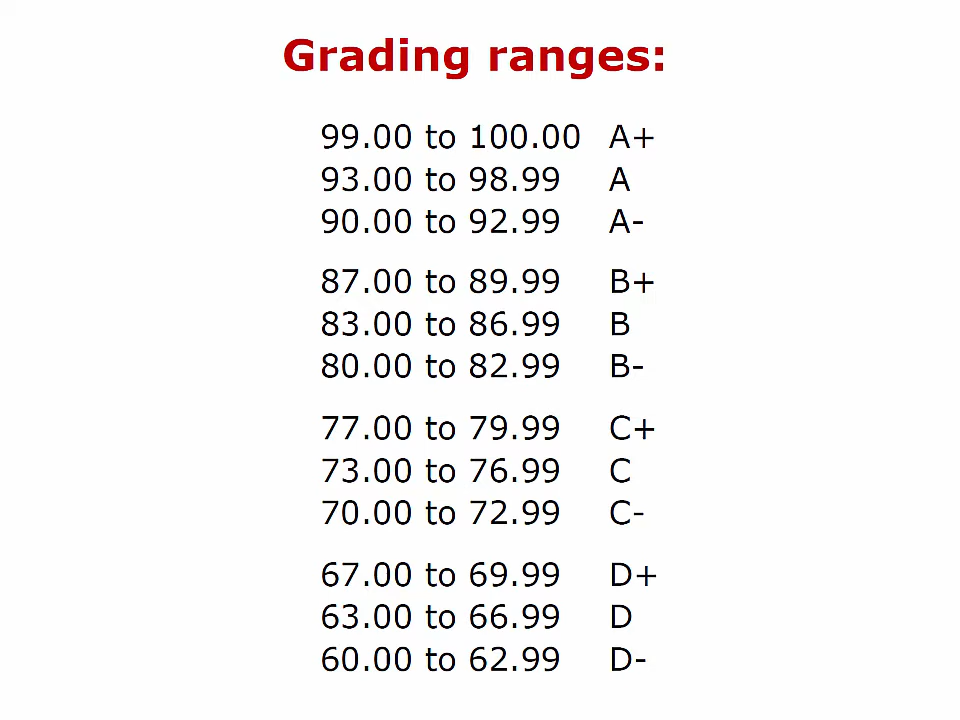 Grading ranges:
99.00 to 100.00 A+
93.00 to 98.99 A
90.00 to 92.99 A-
87.00 to 89.99 B+
83.00 to 86.99 B
80.00 to 82.99 B-
77.00 to 79.99 C+
73.00 to 76.99 C
70.00 to 72.99 C-
67.00 to 69.99 D+
63.00 to 66.99 D
60.00 to 62.99 D-